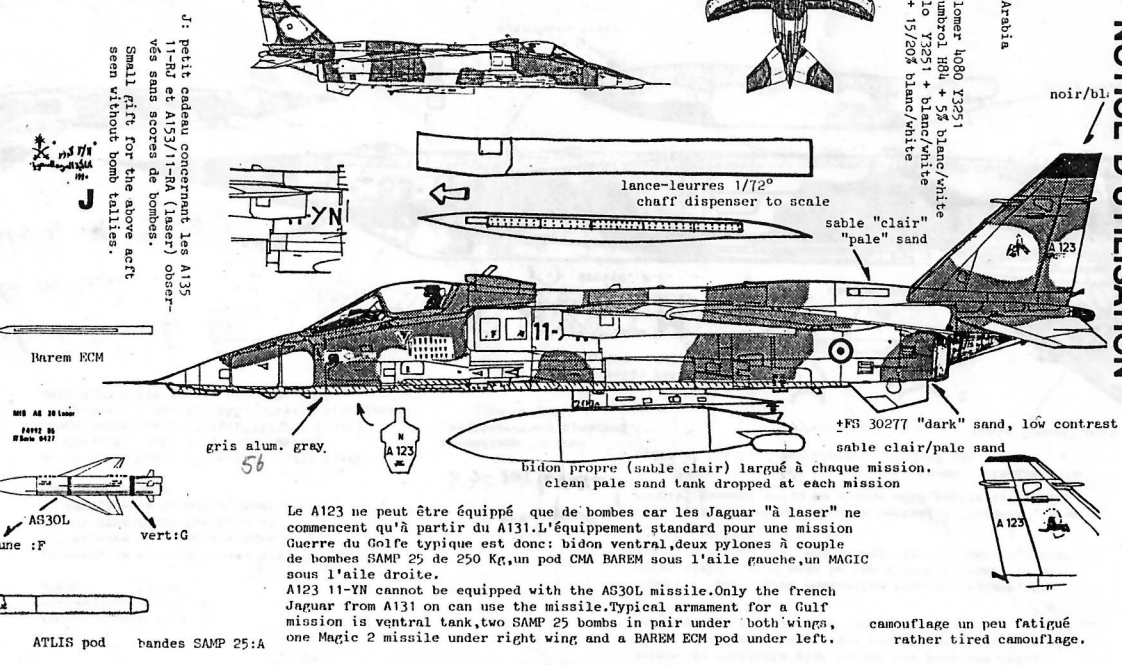 Arabia
lomer 4080 Y3251
umbrol H84 + 5% blanc/white
lo Y3251 + blanc/white
+ 15/20% blanc/white
D'UTILISATION
noir/bla
J: petit cadeau concernant les A135
11-RJ et A153/11-RA (laser) obser-
vés sans scores de bombes.
Small gift for the above acft
seen without bomb tallies.
J
YN
lance-leurres 1/72°
chaff dispenser to scale
sable "clair"
"pale" sand
A 123
11-
Barem ECM
MIS AS 30 Laser
gris alum. gray
56
N
A 123
+FS 30277 "dark" sand, low contrast
sable clair/pale sand
bidon propre (sable clair) largué à chaque mission.
clean pale sand tank dropped at each mission
AS30L
une :F
vert:G
Le A123 ne peut être équippé que de bombes car les Jaguar "à laser" ne
commencent qu'à partir du A131.L'équippement standard pour une mission
Guerre du Golfe typique est donc: bidon ventral,deux pylones à couple
de bombes SAMP 25 de 250 Kg,un pod CMA BAREM sous l'aile gauche,un MAGIC
sous l'aile droite.
A123 11-YN cannot be equipped with the AS30L missile.Only the french
Jaguar from A131 on can use the missile.Typical armament for a Gulf
mission is ventral tank,two SAMP 25 bombs in pair under both wings,
one Magic 2 missile under right wing and a BAREM ECM pod under left.
A 123
camouflage un peu fatigué
rather tired camouflage.
ATLIS pod
bandes SAMP 25:A